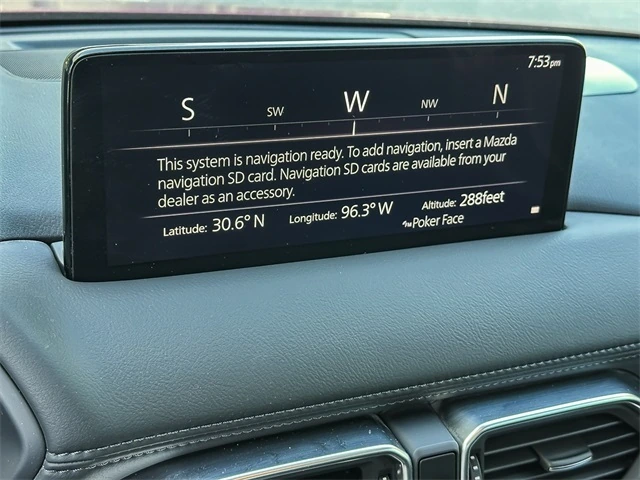 7:53pm
S SW W NW N
This system is navigation ready. To add navigation, insert a Mazda
navigation SD card. Navigation SD cards are available from your
dealer as an accessory.
Latitude: 30.6° N Longitude: 96.3° W Altitude: 288feet
FM Poker Face